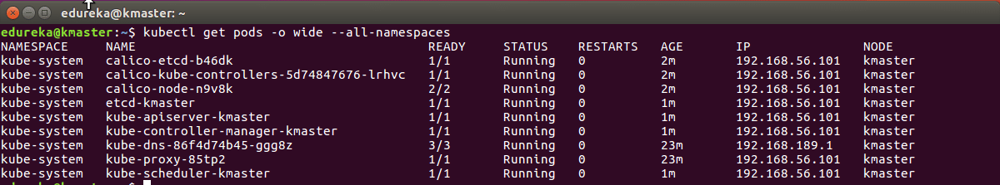 edureka@kmaster: ~
edureka@kmaster:~$ kubectl get pods -o wide --all-namespaces
NAMESPACE NAME READY STATUS RESTARTS AGE IP NODE
kube-system calico-etcd-b46dk 1/1 Running 0 2m 192.168.56.101 kmaster
kube-system calico-kube-controllers-5d74847676-lrhvc 1/1 Running 0 2m 192.168.56.101 kmaster
kube-system calico-node-n9v8k 2/2 Running 0 2m 192.168.56.101 kmaster
kube-system etcd-kmaster 1/1 Running 0 1m 192.168.56.101 kmaster
kube-system kube-apiserver-kmaster 1/1 Running 0 1m 192.168.56.101 kmaster
kube-system kube-controller-manager-kmaster 1/1 Running 0 1m 192.168.56.101 kmaster
kube-system kube-dns-86f4d74b45-ggg8z 3/3 Running 0 23m 192.168.189.1 kmaster
kube-system kube-proxy-85tp2 1/1 Running 0 23m 192.168.56.101 kmaster
kube-system kube-scheduler-kmaster 1/1 Running 0 1m 192.168.56.101 kmaster
edureka@kmaster:~$